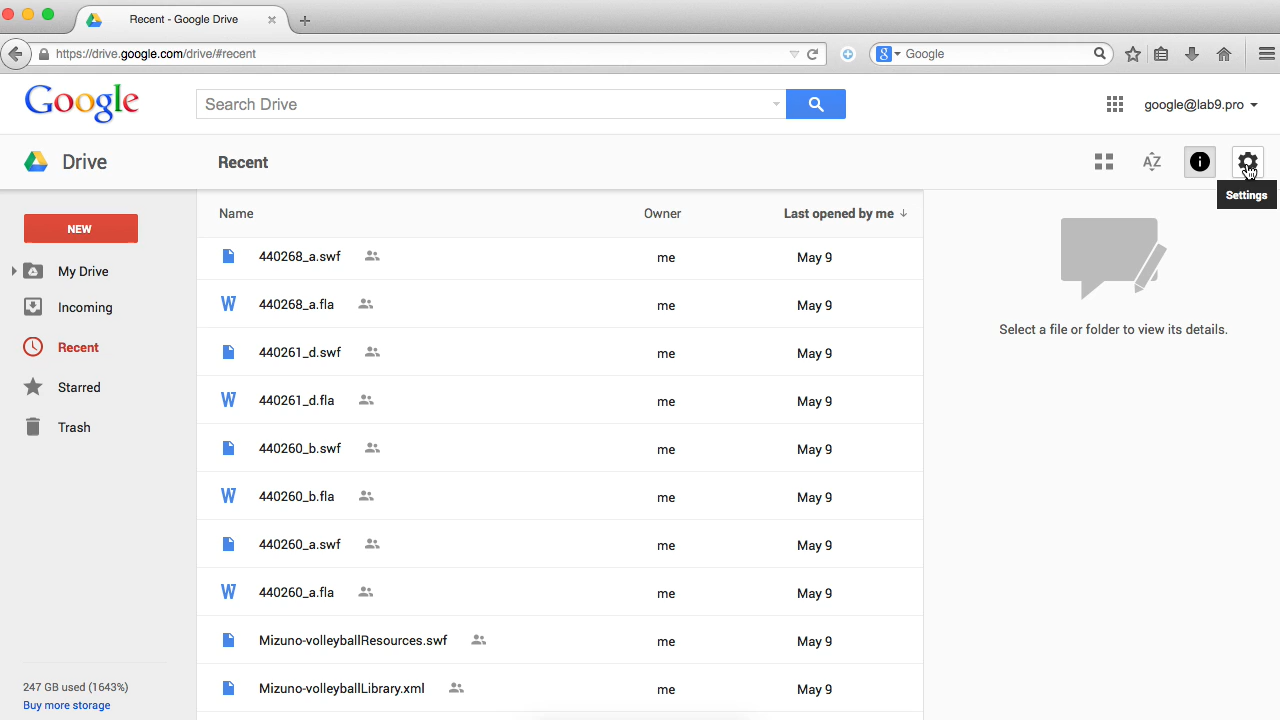 Recent - Google Drive
https://drive.google.com/drive/#recent
Google
Google
Search Drive
google@lab9.pro
Drive
Recent
AZ
Settings
NEW
My Drive
Incoming
Recent
Starred
Trash
Name Owner Last opened by me
440268_a.swf me May 9
440268_a.fla me May 9
440261_d.swf me May 9
440261_d.fla me May 9
440260_b.swf me May 9
440260_b.fla me May 9
440260_a.swf me May 9
440260_a.fla me May 9
Mizuno-volleyballResources.swf me May 9
Mizuno-volleyballLibrary.xml me May 9
Select a file or folder to view its details.
247 GB used (1643%)
Buy more storage